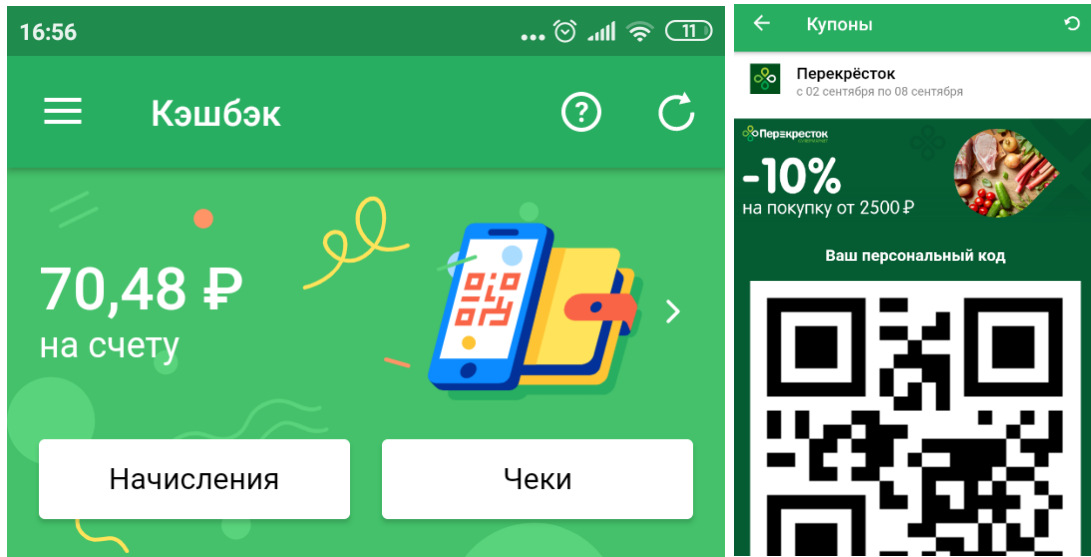 16:56
11
Кэшбэк
?
70,48 ₽
на счету
Начисления
Чеки
Купоны
Перекрёсток
с 02 сентября по 08 сентября
Перекресток
-10%
на покупку от 2500 ₽
Ваш персональный код